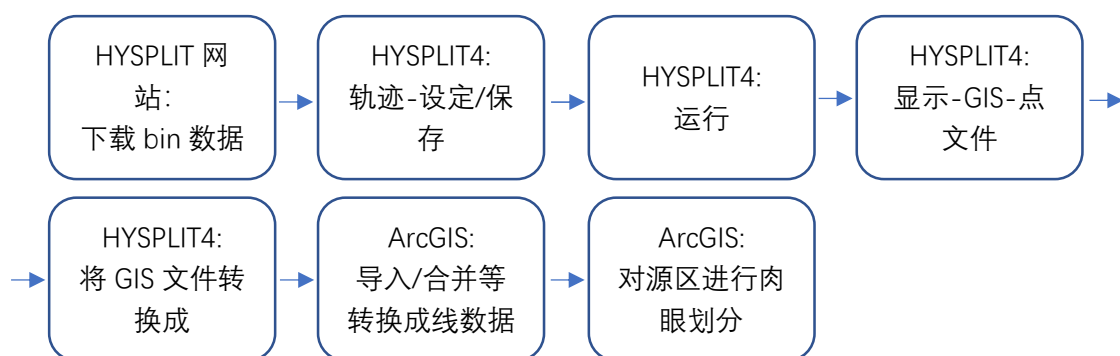 HYSPLIT 网
站:
下载 bin 数据
HYSPLIT4:
轨迹-设定/保
存
HYSPLIT4:
运行
HYSPLIT4:
显示-GIS-点
文件
HYSPLIT4:
将 GIS 文件转
换成
ArcGIS:
导入/合并等
转换成线数据
ArcGIS:
对源区进行肉
眼划分